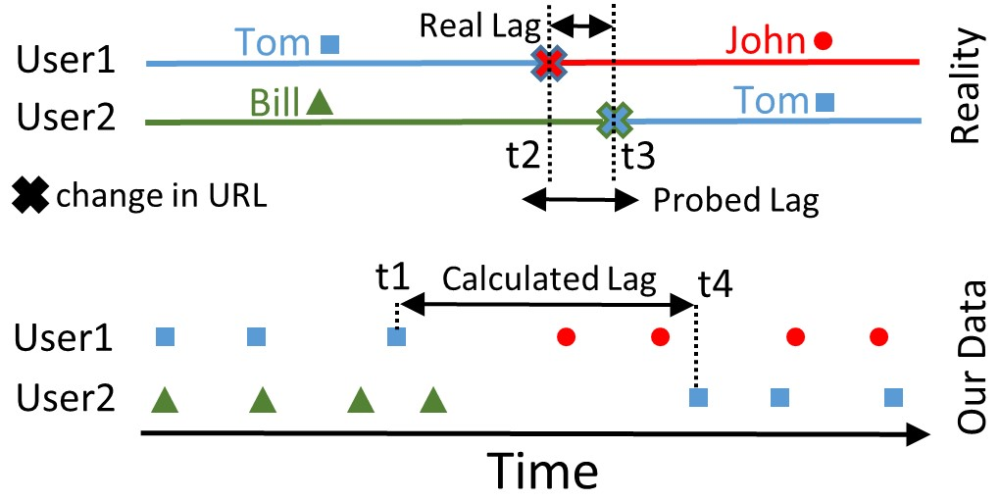 Real Lag
User1 Tom John
User2 Bill Tom
Reality
t2 t3
change in URL
Probed Lag
t1 Calculated Lag t4
User1
User2
Our Data
Time